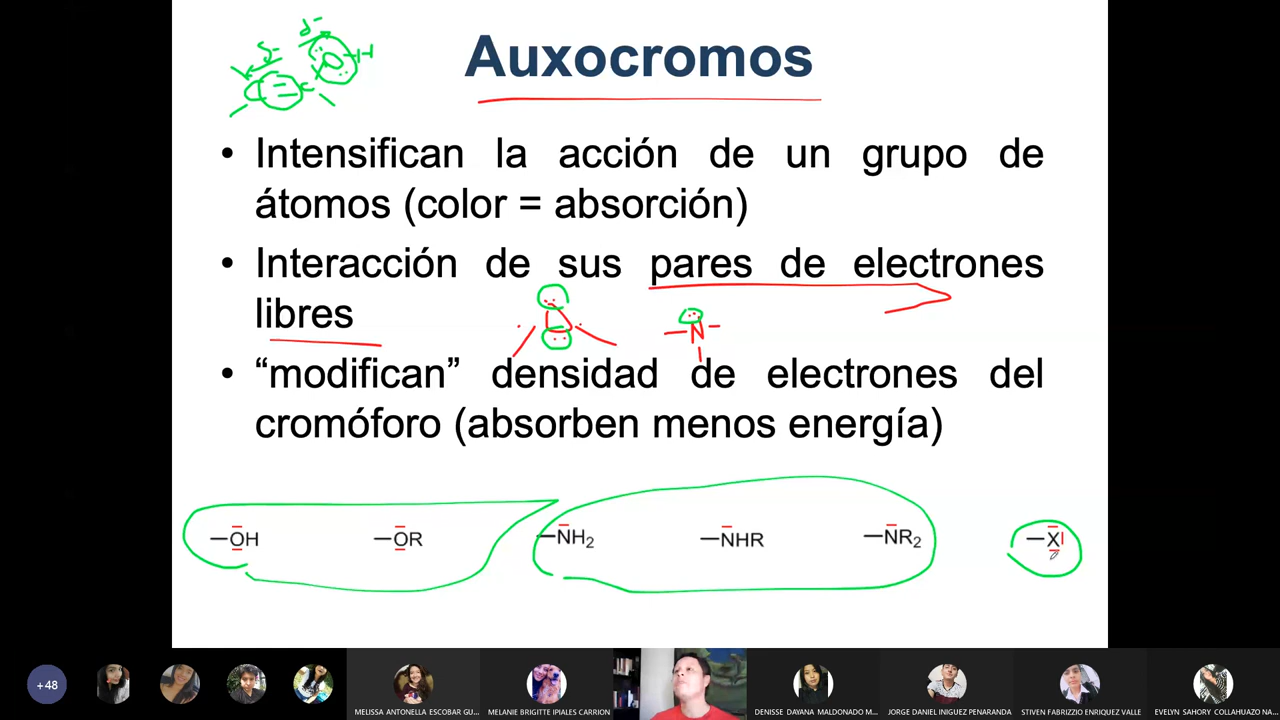 Auxocromos
• Intensifican la acción de un grupo de
átomos (color = absorción)
• Interacción de sus pares de electrones
libres
N
• “modifican” densidad de electrones del
cromóforo (absorben menos energía)
—OH —OR —NH₂ —NHR —NR₂ —X
+48
MELISSA ANTONELLA ESCOBAR GU... MELANIE BRIGITTE IPIALES CARRION DENISSE DAYANA MALDONADO M... JORGE DANIEL INIGUEZ PENARANDA STIVEN FABRIZZIO ENRIQUEZ VALLE EVELYN SAHORY COLLAHUAZO NA...